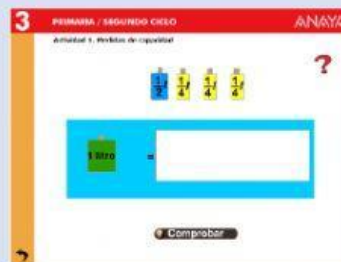 3 PRIMARIA / SEGUNDO CICLO ANAYA
Actividad 1. Medidas de capacidad
?
1/2 l 1/4 l 1/4 l 1/4 l
1 litro =
Comprobar